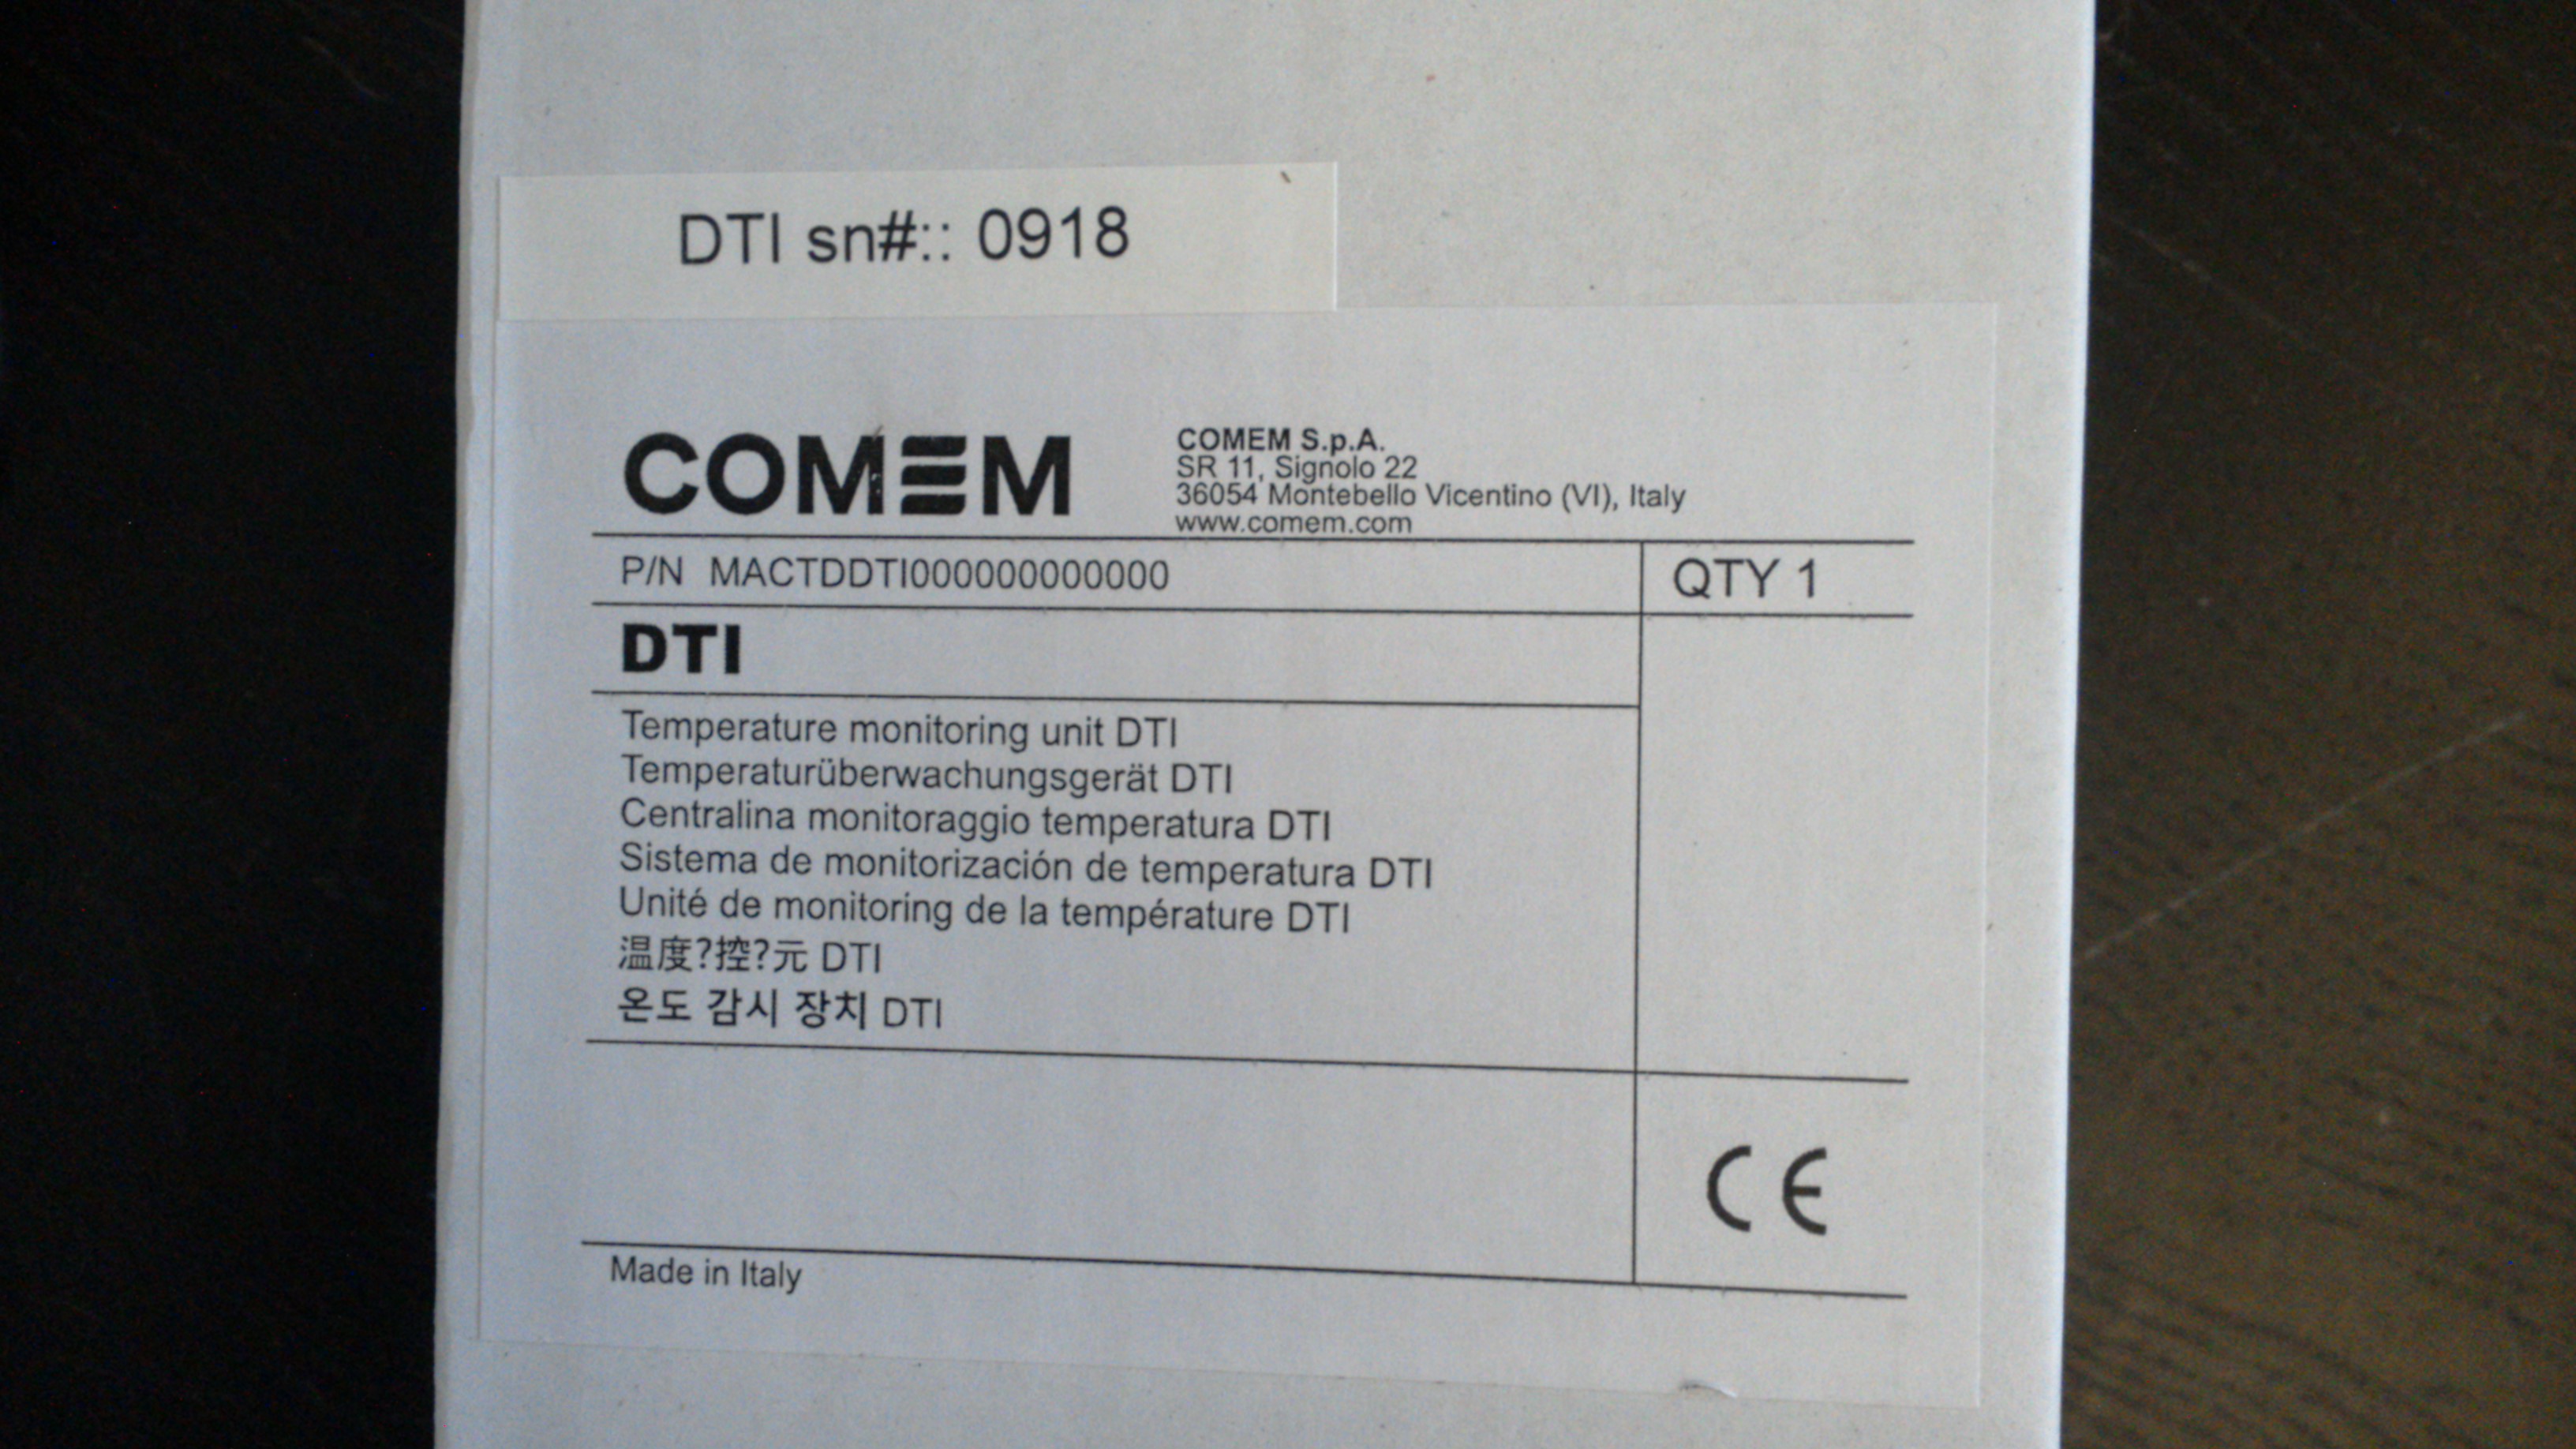 DTI sn#:: 0918
COMEM
COMEM S.p.A.
SR 11, Signolo 22
36054 Montebello Vicentino (VI), Italy
www.comem.com
P/N MACTDDTI000000000000
QTY 1
DTI
Temperature monitoring unit DTI
Temperaturüberwachungsgerät DTI
Centralina monitoraggio temperatura DTI
Sistema de monitorización de temperatura DTI
Unité de monitoring de la température DTI
温度?控?元 DTI
온도 감시 장치 DTI
CE
Made in Italy